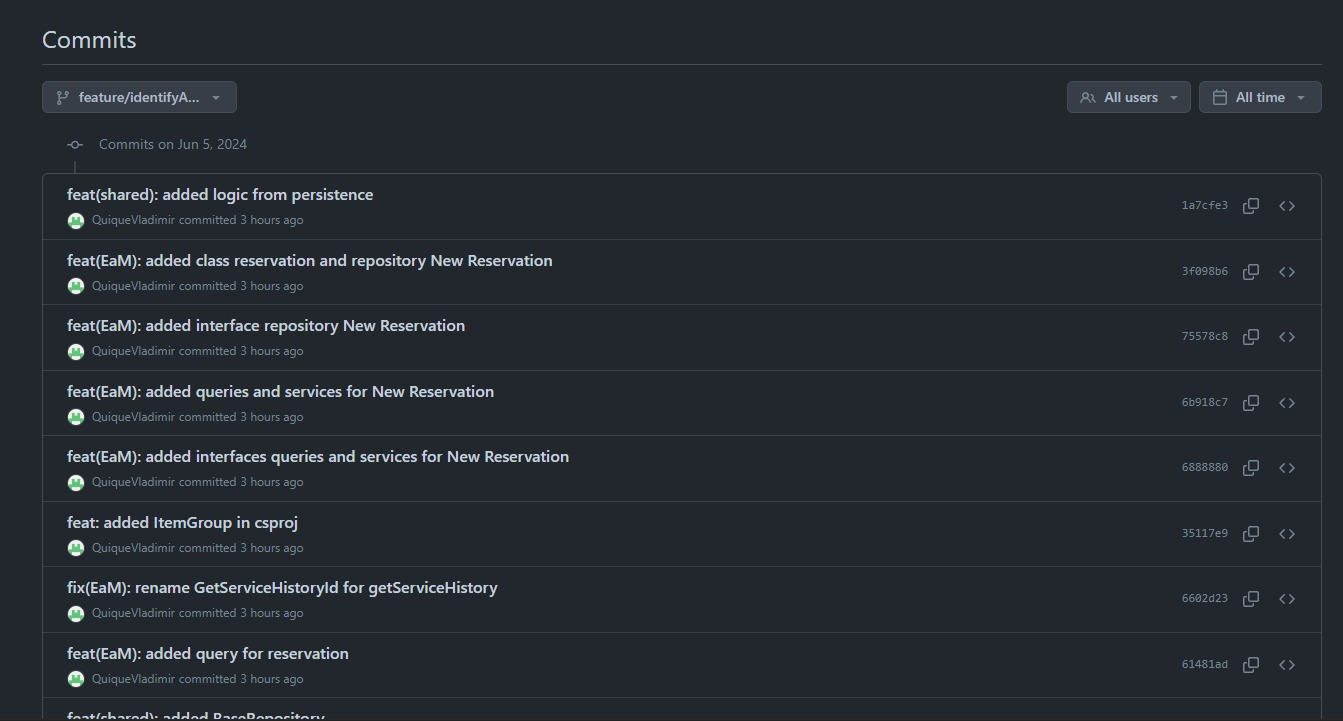 Commits
feature/identifyA...
All users
All time
Commits on Jun 5, 2024
feat(shared): added logic from persistence
QuiqueVladimir committed 3 hours ago
1a7cfe3
feat(EaM): added class reservation and repository New Reservation
QuiqueVladimir committed 3 hours ago
3f098b6
feat(EaM): added interface repository New Reservation
QuiqueVladimir committed 3 hours ago
75578c8
feat(EaM): added queries and services for New Reservation
QuiqueVladimir committed 3 hours ago
6b918c7
feat(EaM): added interfaces queries and services for New Reservation
QuiqueVladimir committed 3 hours ago
6888880
feat: added ItemGroup in csproj
QuiqueVladimir committed 3 hours ago
35117e9
fix(EaM): rename GetServiceHistoryId for getServiceHistory
QuiqueVladimir committed 3 hours ago
6602d23
feat(EaM): added query for reservation
QuiqueVladimir committed 3 hours ago
61481ad
feat(shared): added BaseRepository